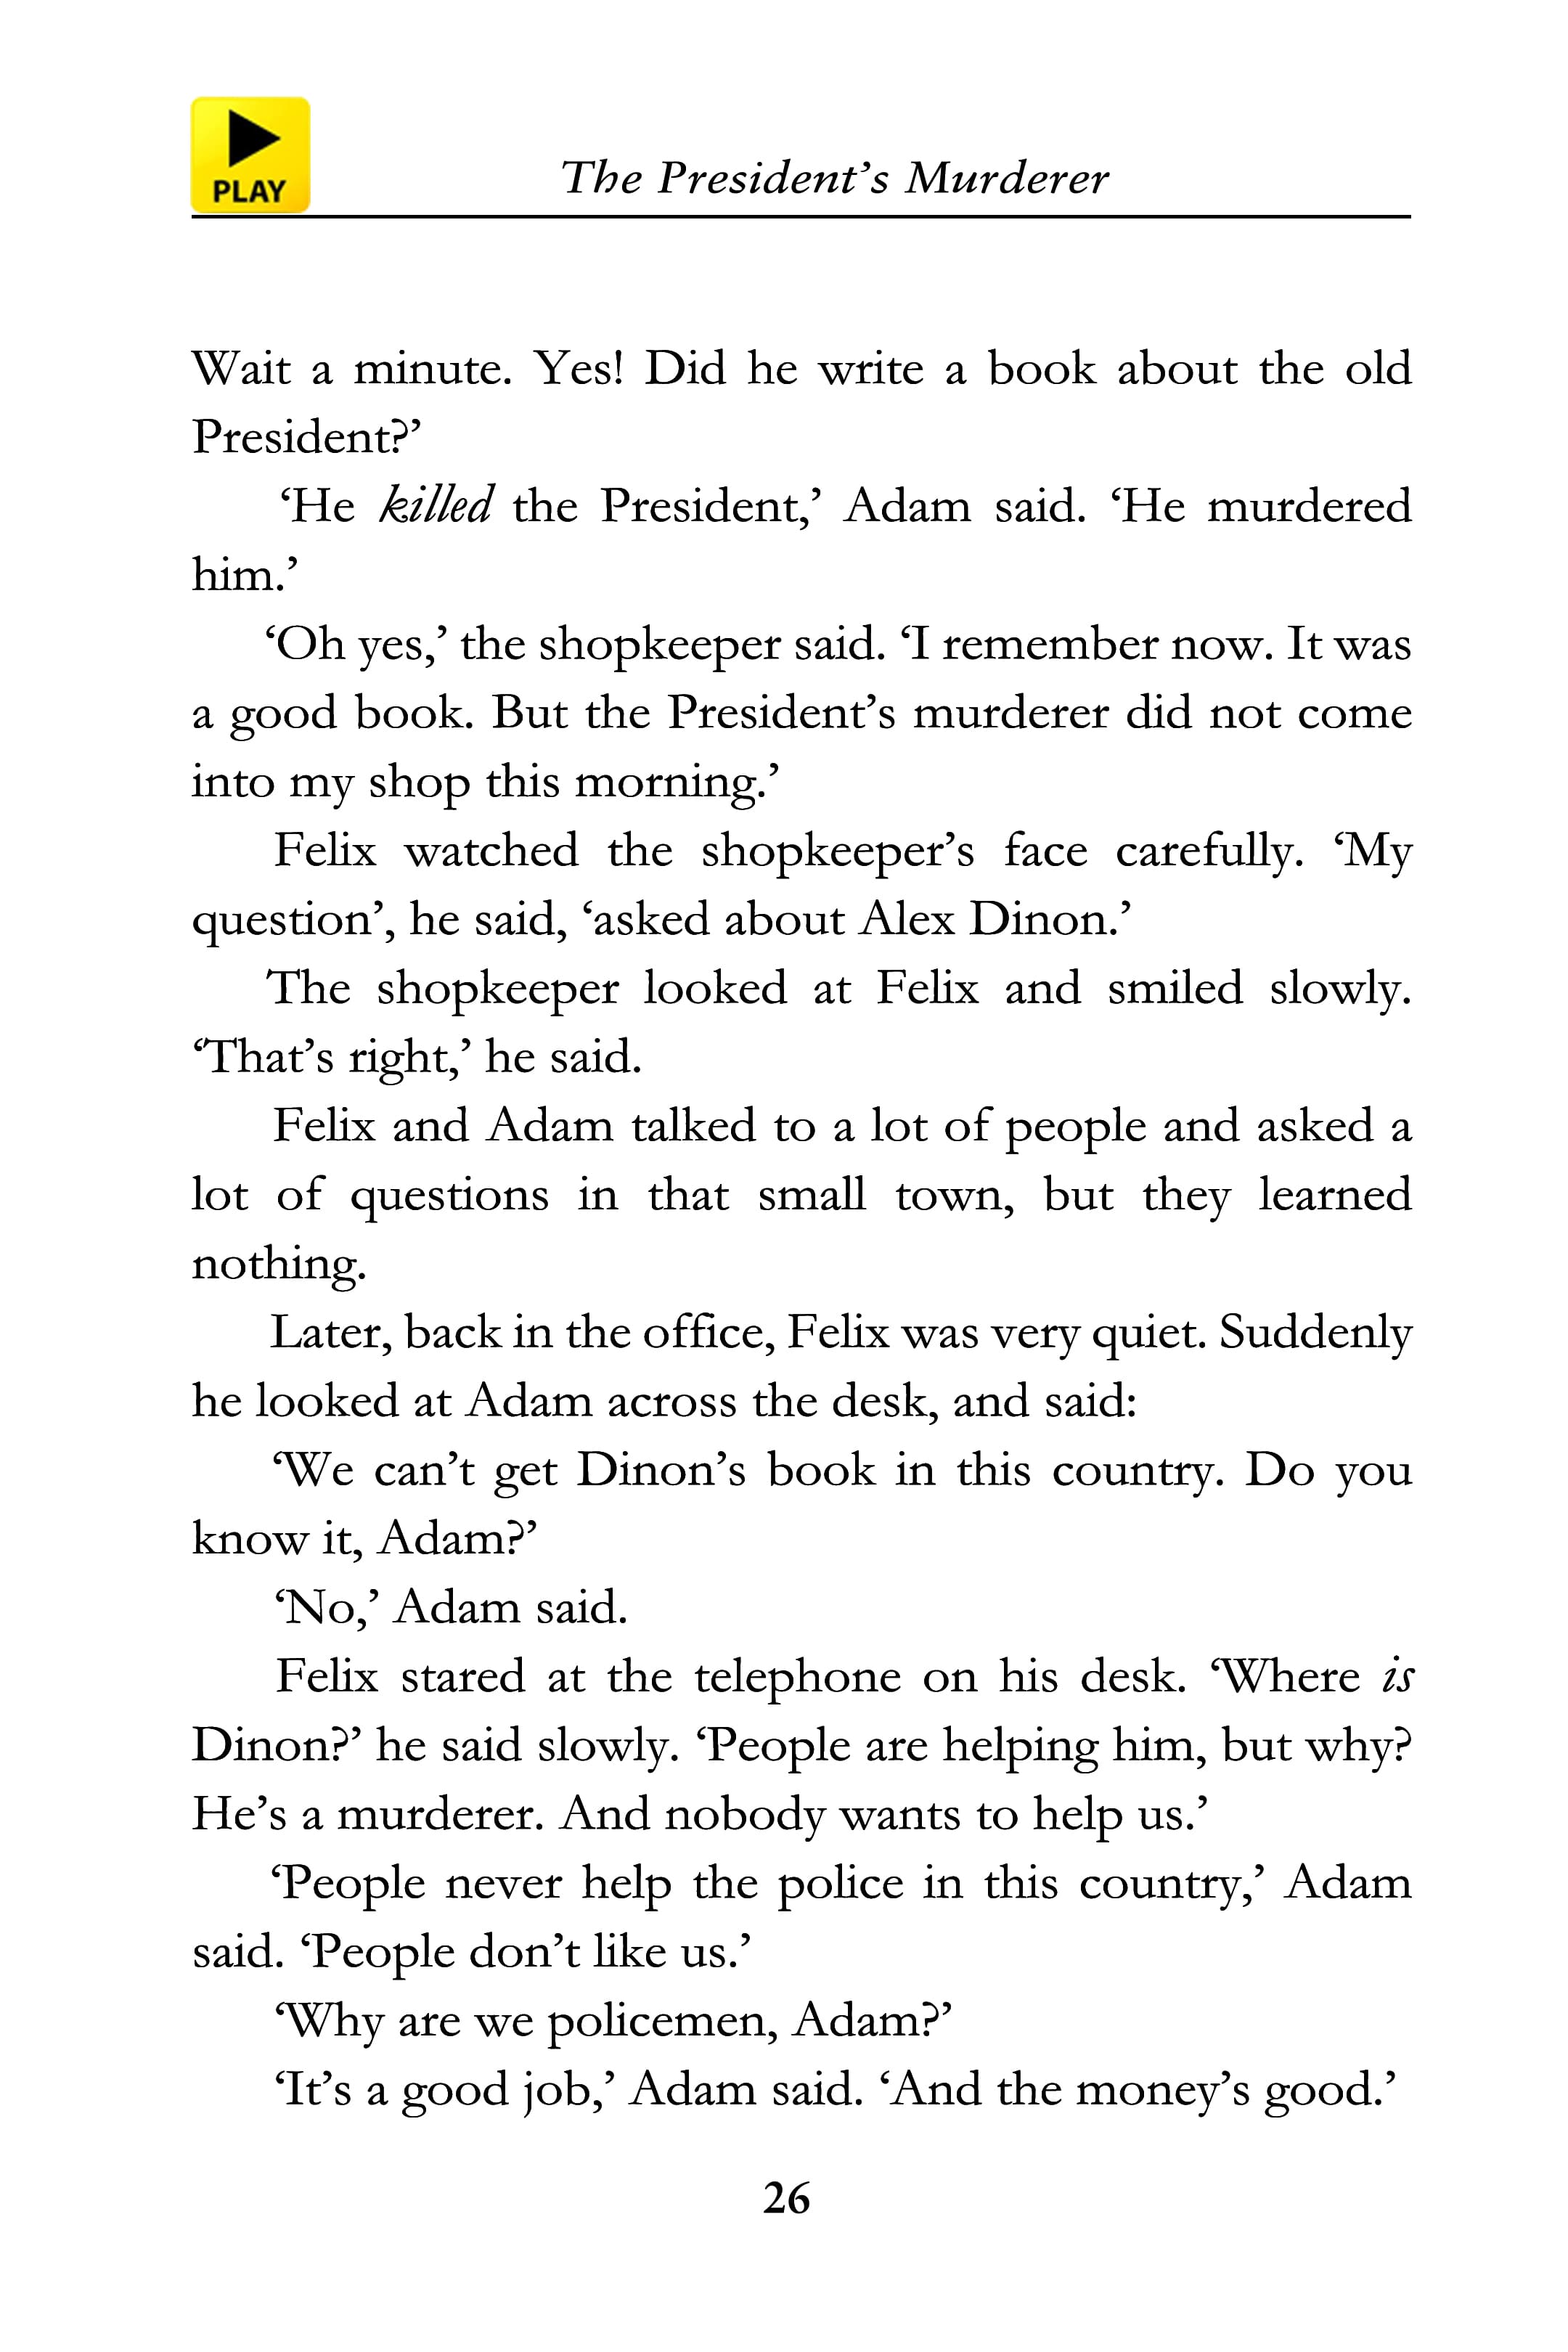 PLAY
The President’s Murderer
Wait a minute. Yes! Did he write a book about the old
President?’
‘He killed the President,’ Adam said. ‘He murdered
him.’
‘Oh yes,’ the shopkeeper said. ‘I remember now. It was
a good book. But the President’s murderer did not come
into my shop this morning.’
Felix watched the shopkeeper’s face carefully. ‘My
question’, he said, ‘asked about Alex Dinon.’
The shopkeeper looked at Felix and smiled slowly.
‘That’s right,’ he said.
Felix and Adam talked to a lot of people and asked a
lot of questions in that small town, but they learned
nothing.
Later, back in the office, Felix was very quiet. Suddenly
he looked at Adam across the desk, and said:
‘We can’t get Dinon’s book in this country. Do you
know it, Adam?’
‘No,’ Adam said.
Felix stared at the telephone on his desk. ‘Where is
Dinon?’ he said slowly. ‘People are helping him, but why?
He’s a murderer. And nobody wants to help us.’
‘People never help the police in this country,’ Adam
said. ‘People don’t like us.’
‘Why are we policemen, Adam?’
‘It’s a good job,’ Adam said. ‘And the money’s good.’
26